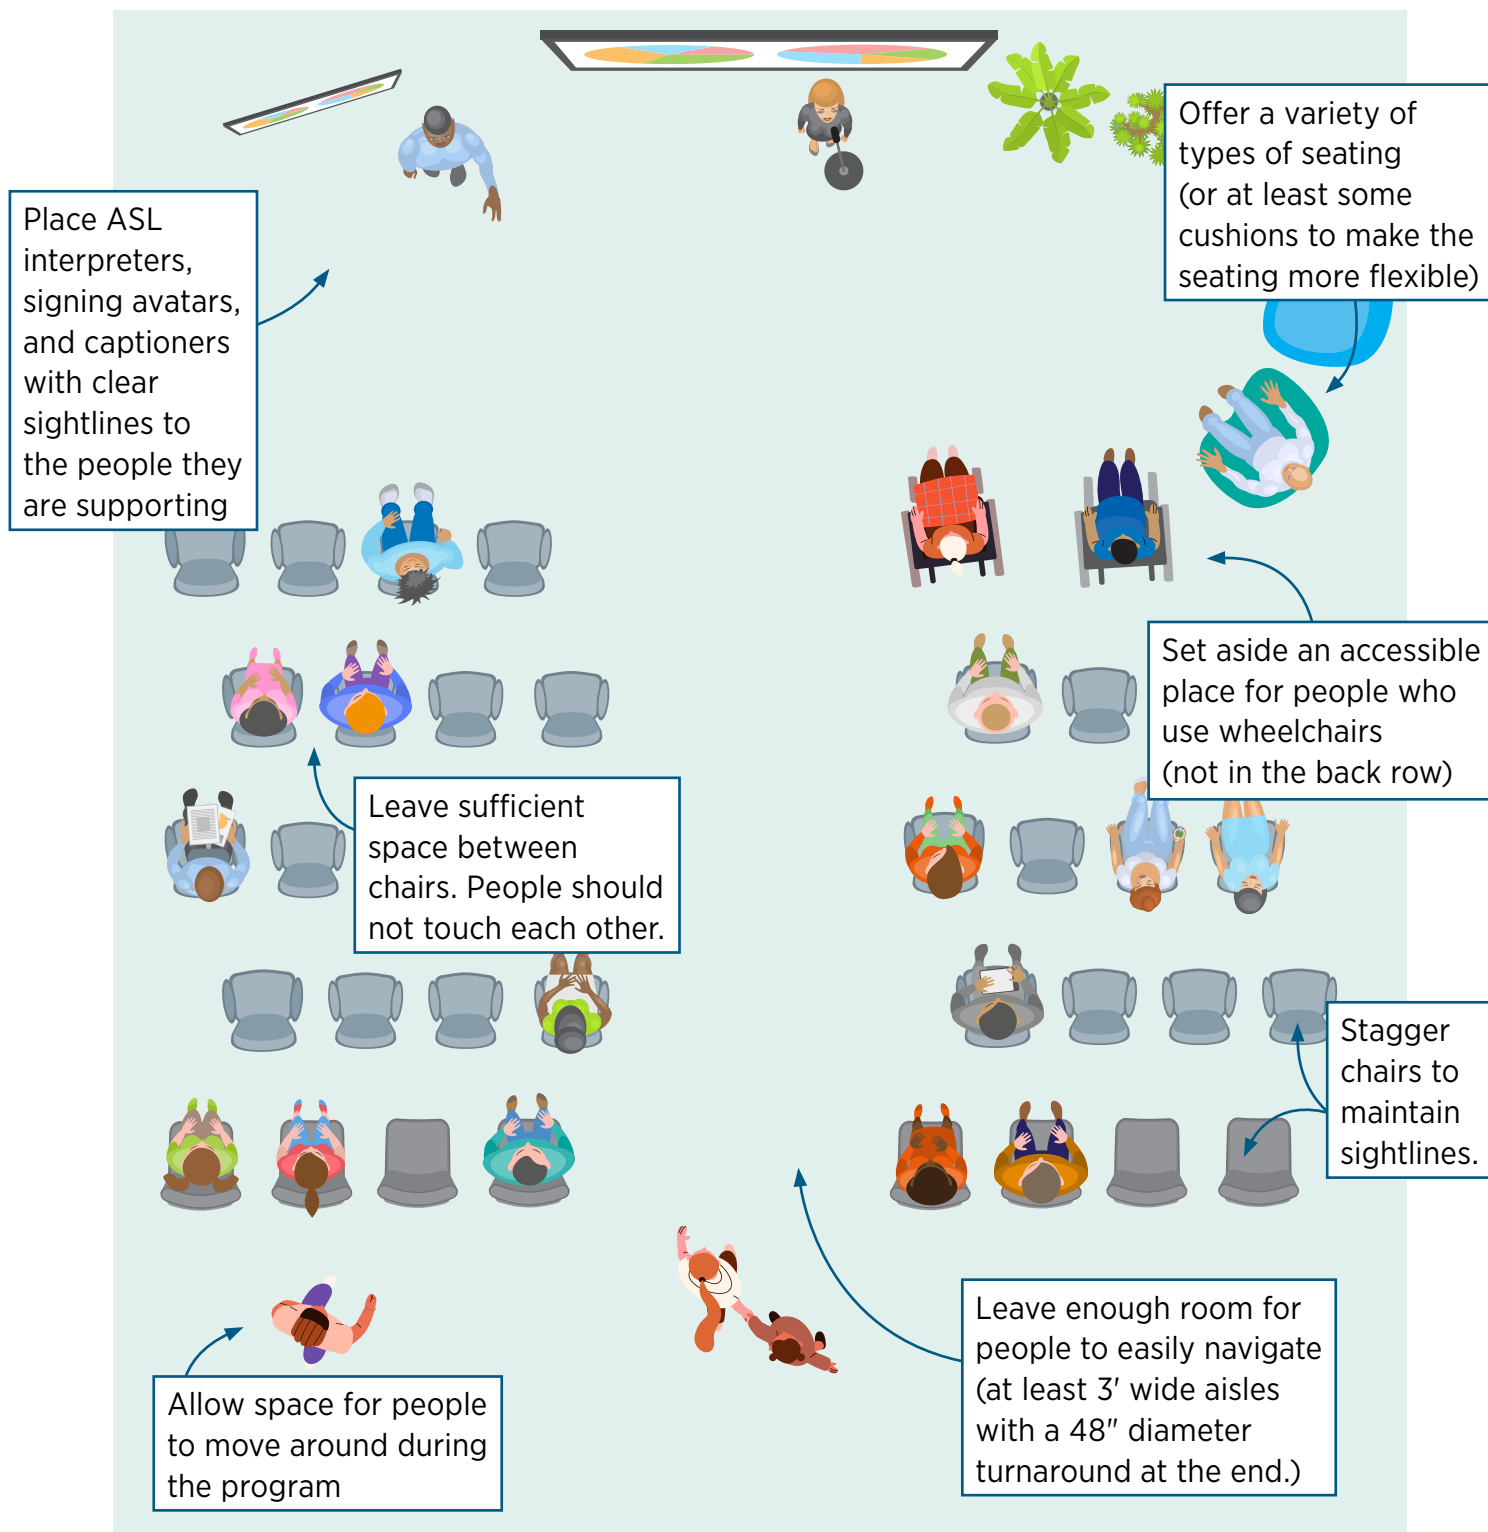 Offer a variety of
types of seating
(or at least some
cushions to make the
seating more flexible)
Place ASL
interpreters,
signing avatars,
and captioners
with clear
sightlines to
the people they
are supporting
Set aside an accessible
place for people who
use wheelchairs
(not in the back row)
Leave sufficient
space between
chairs. People should
not touch each other.
Stagger
chairs to
maintain
sightlines.
Leave enough room for
people to easily navigate
(at least 3' wide aisles
with a 48" diameter
turnaround at the end.)
Allow space for people
to move around during
the program